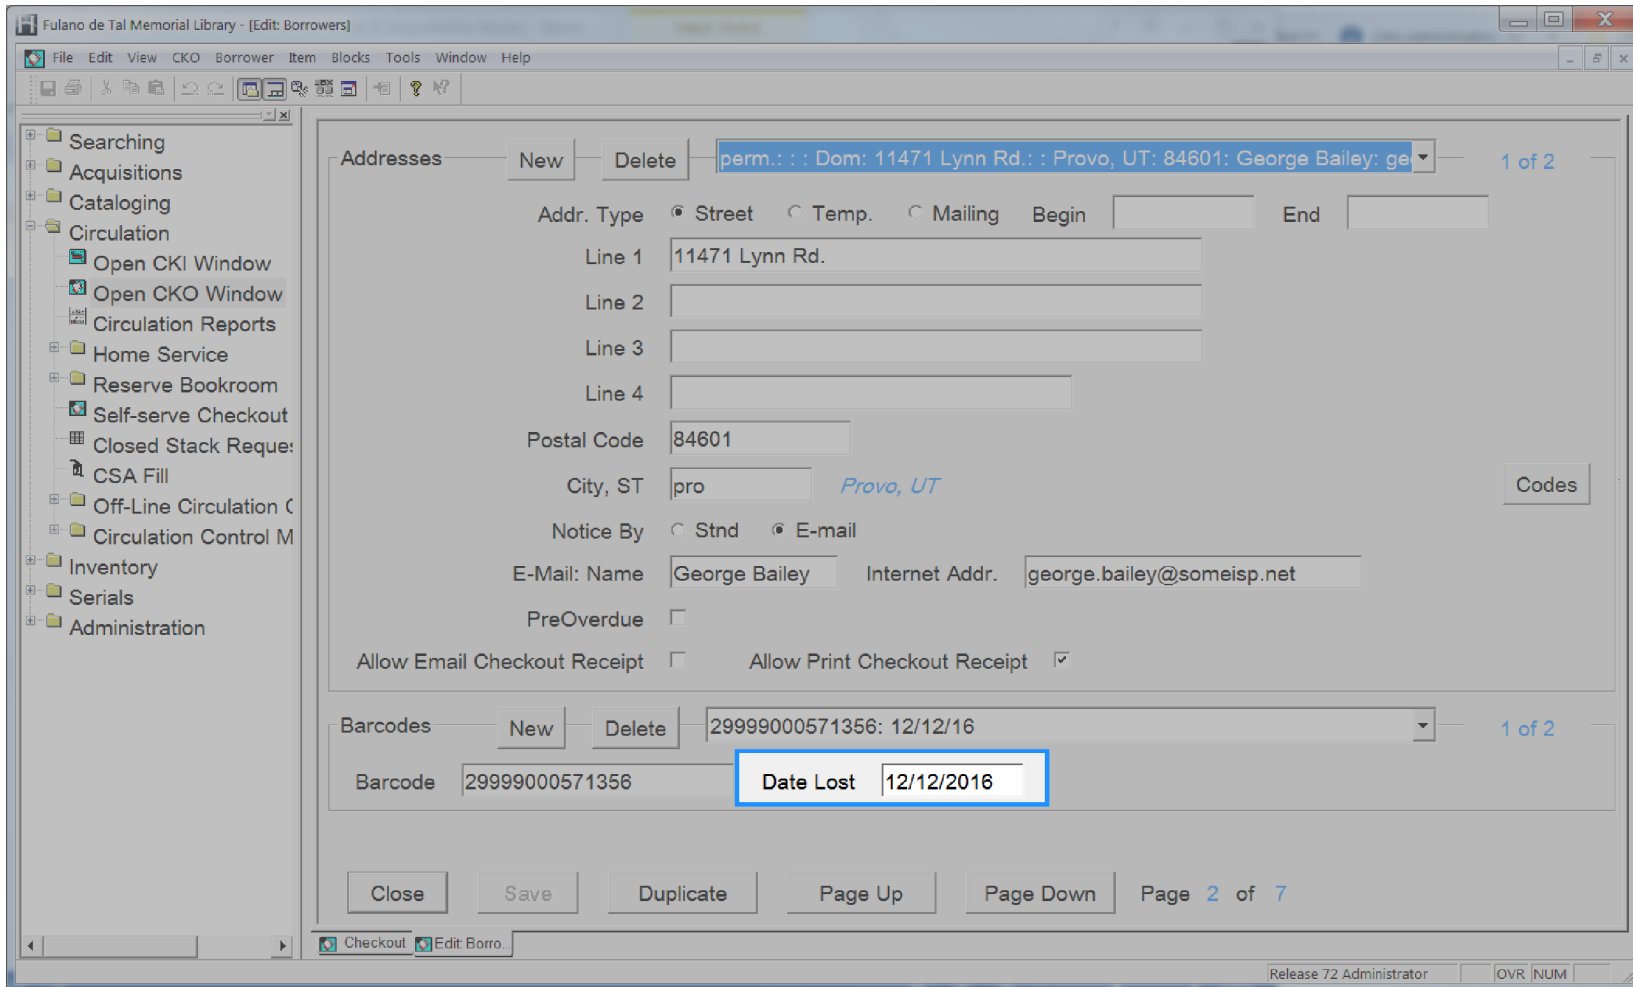 Fulano de Tal Memorial Library - [Edit: Borrowers]
File Edit View CKO Borrower Item Blocks Tools Window Help
Searching
Acquisitions
Cataloging
Circulation
Open CKI Window
Open CKO Window
Circulation Reports
Home Service
Reserve Bookroom
Self-serve Checkout
Closed Stack Reques
CSA Fill
Off-Line Circulation C
Circulation Control M
Inventory
Serials
Administration
Addresses New Delete perm.: : : Dom: 11471 Lynn Rd.: : Provo, UT: 84601: George Bailey: ge 1 of 2
Addr. Type Street Temp. Mailing Begin End
Line 1 11471 Lynn Rd.
Line 2
Line 3
Line 4
Postal Code 84601
City, ST pro Provo, UT Codes
Notice By Stnd E-mail
E-Mail: Name George Bailey Internet Addr. george.bailey@someisp.net
PreOverdue
Allow Email Checkout Receipt Allow Print Checkout Receipt
Barcodes New Delete 29999000571356: 12/12/16 1 of 2
Barcode 29999000571356 Date Lost 12/12/2016
Close Save Duplicate Page Up Page Down Page 2 of 7
Checkout Edit: Borro...
Release 72 Administrator OVR NUM